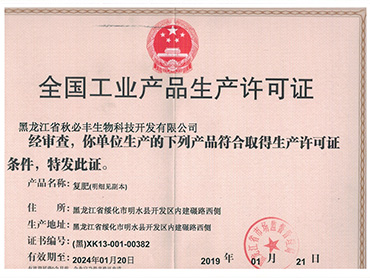 全国工业产品生产许可证
黑龙江省秋必丰生物科技开发有限公司
经审查，你单位生产的下列产品符合取得生产许可证
条件，特发此证。
产品名称：复肥(明细见副本)
住　所：黑龙江省绥化市明水县开发区内建砸路西侧
生产地址：黑龙江省绥化市明水县开发区内建碾路西侧
证书编号：(黑)XK13-001-00382
有效期至：2024年01月20日
2019 年 01 月 21 日